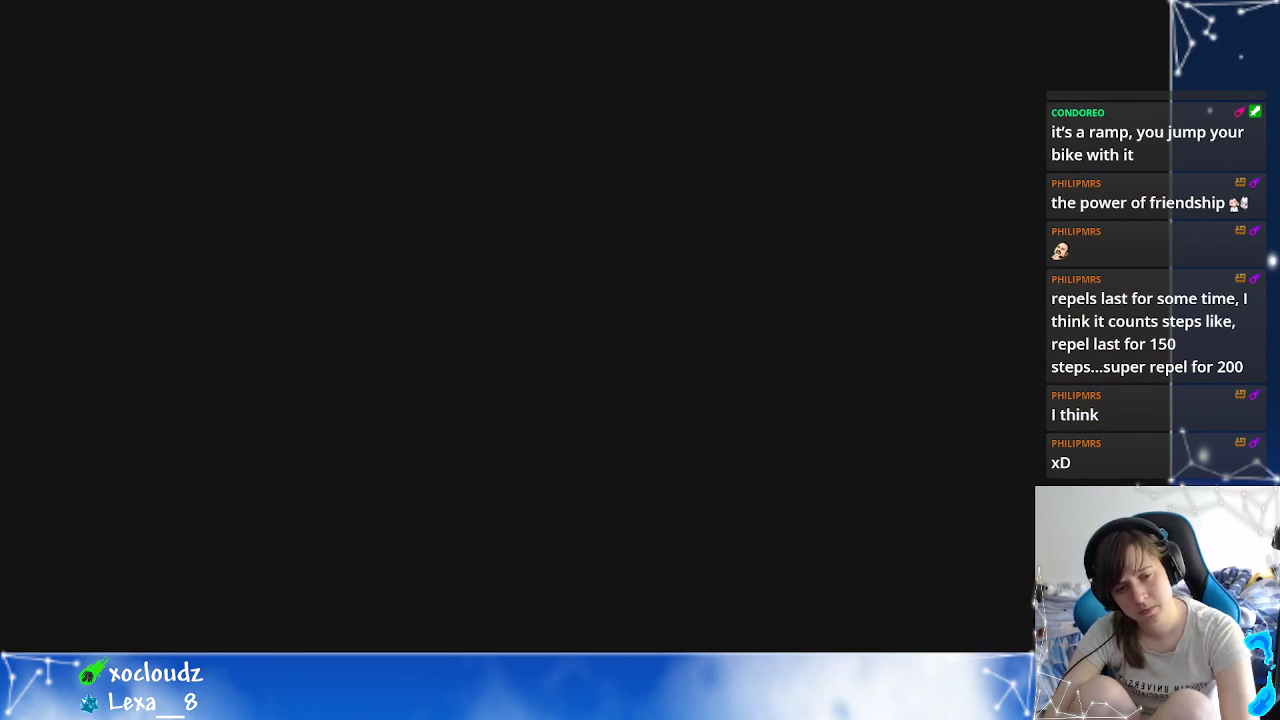 CONDOREO
it's a ramp, you jump your
bike with it
PHILIPMRS
the power of friendship
PHILIPMRS
PHILIPMRS
repels last for some time, I
think it counts steps like,
repel last for 150
steps...super repel for 200
PHILIPMRS
I think
PHILIPMRS
xD
xocloudz
Lexa__8